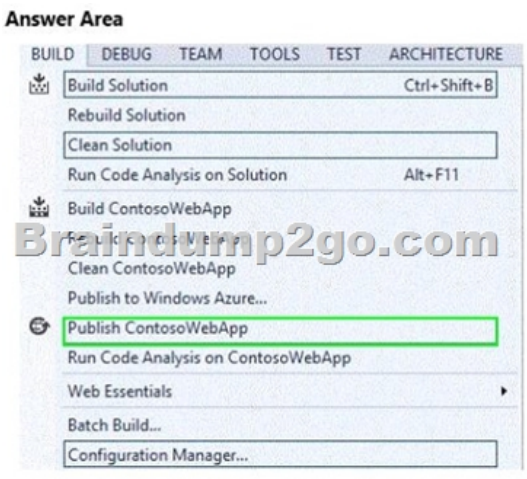 Answer Area
BUILD DEBUG TEAM TOOLS TEST ARCHITECTURE
Build Solution Ctrl+Shift+B
Rebuild Solution
Clean Solution
Run Code Analysis on Solution Alt+F11
Build ContosoWebApp
Braindump2go.com
Rebuild ContosoWebApp
Clean ContosoWebApp
Publish to Windows Azure...
Publish ContosoWebApp
Run Code Analysis on ContosoWebApp
Web Essentials
Batch Build...
Configuration Manager...